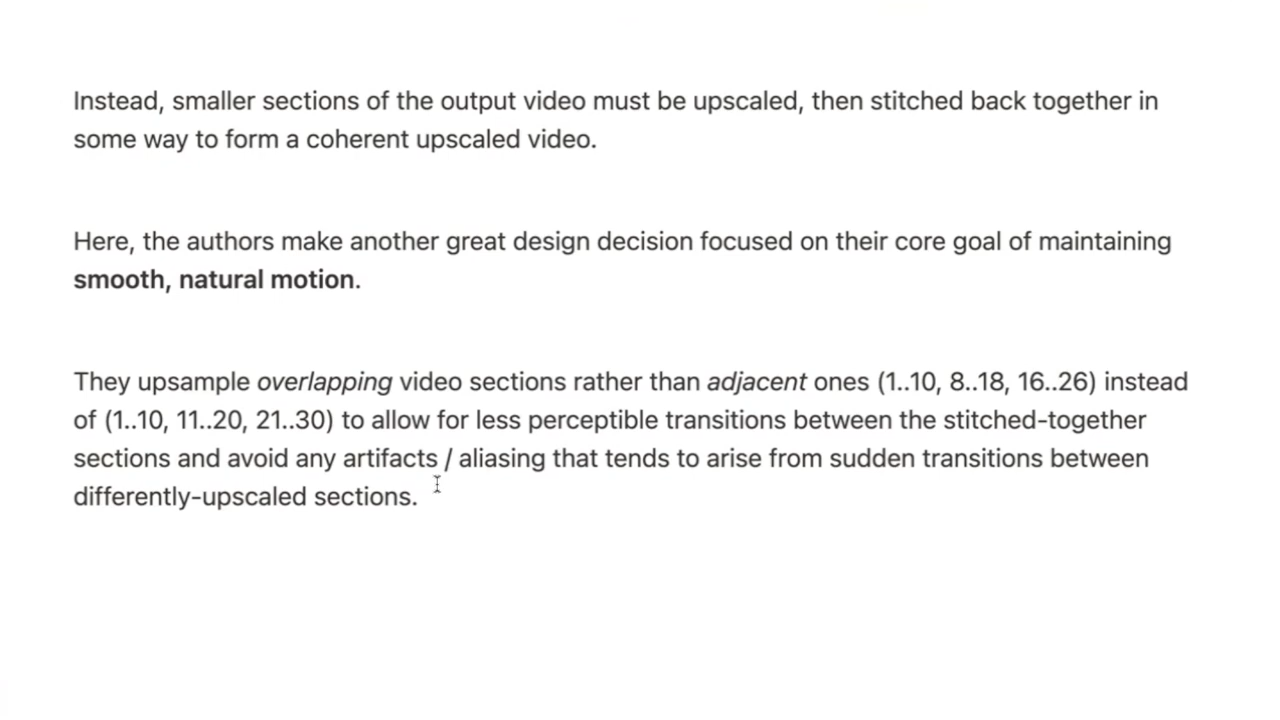 Instead, smaller sections of the output video must be upscaled, then stitched back together in
some way to form a coherent upscaled video.
Here, the authors make another great design decision focused on their core goal of maintaining
smooth, natural motion.
They upsample overlapping video sections rather than adjacent ones (1..10, 8..18, 16..26) instead
of (1..10, 11..20, 21..30) to allow for less perceptible transitions between the stitched-together
sections and avoid any artifacts / aliasing that tends to arise from sudden transitions between
differently-upscaled sections.